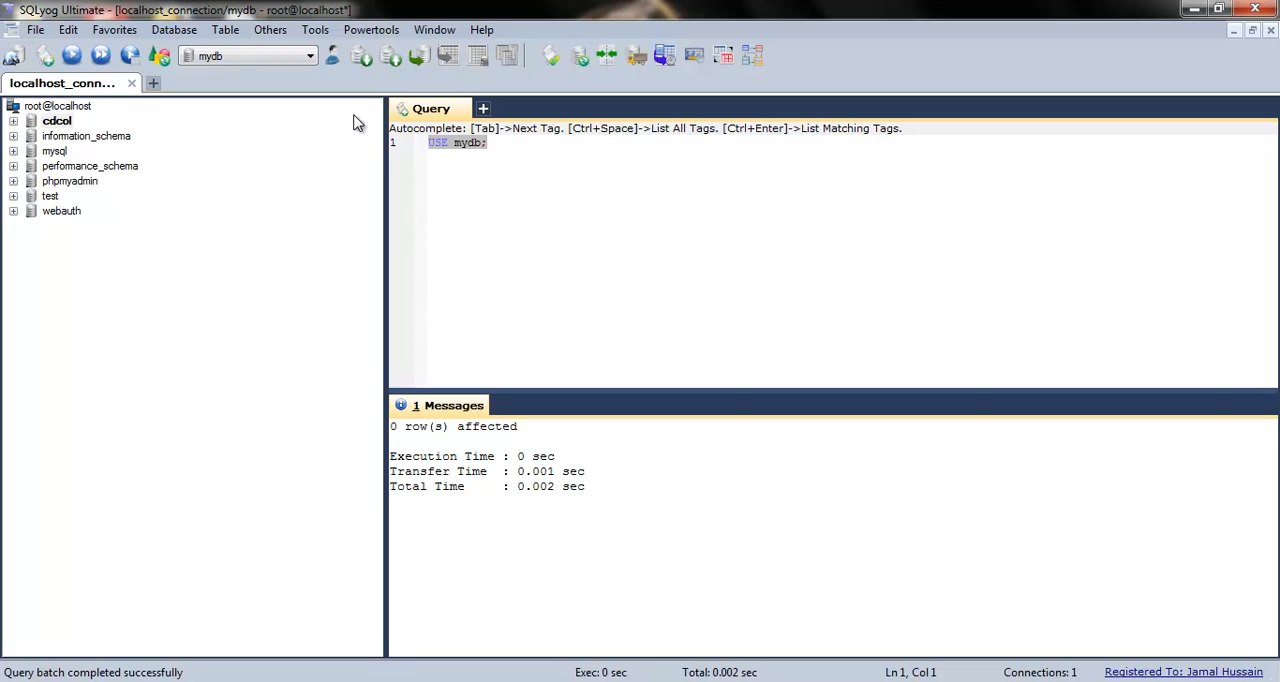 SQLyog Ultimate - [localhost_connection/mydb - root@localhost*]
File Edit Favorites Database Table Others Tools Powertools Window Help
mydb
localhost_conn...
root@localhost
cdcol
information_schema
mysql
performance_schema
phpmyadmin
test
webauth
Query
Autocomplete: [Tab]->Next Tag. [Ctrl+Space]->List All Tags. [Ctrl+Enter]->List Matching Tags.
1 USE mydb;
1 Messages
0 row(s) affected
Execution Time : 0 sec
Transfer Time : 0.001 sec
Total Time : 0.002 sec
Query batch completed successfully Exec: 0 sec Total: 0.002 sec Ln 1, Col 1 Connections: 1 Registered To: Jamal Hussain